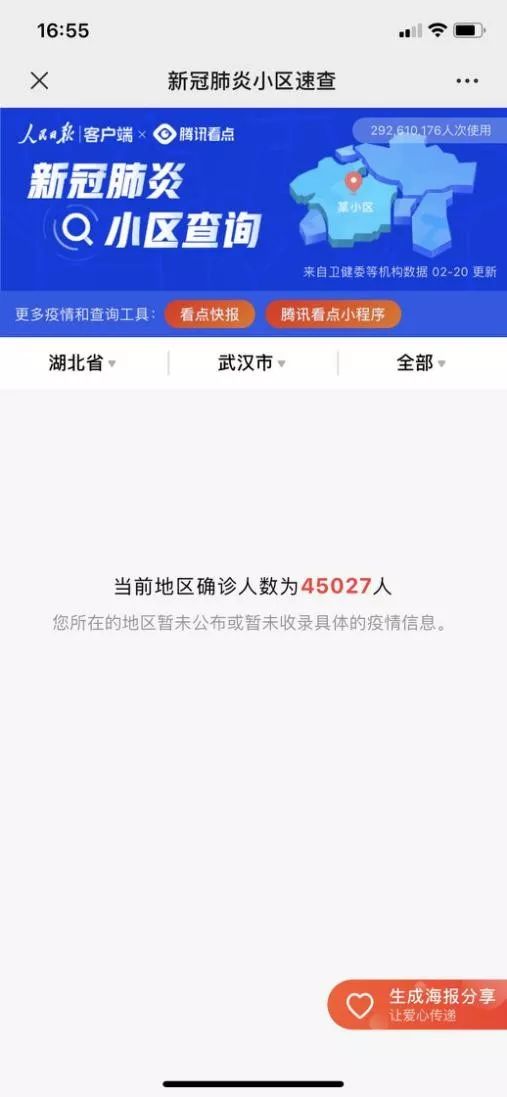 16:55
新冠肺炎小区速查
人民日报 | 客户端 × 腾讯看点
292,610,176人次使用
新冠肺炎
小区查询
某小区
来自卫健委等机构数据 02-20 更新
更多疫情和查询工具： 看点快报 腾讯看点小程序
湖北省 武汉市 全部
当前地区确诊人数为45027人
您所在的地区暂未公布或暂未收录具体的疫情信息。
生成海报分享
让爱心传递